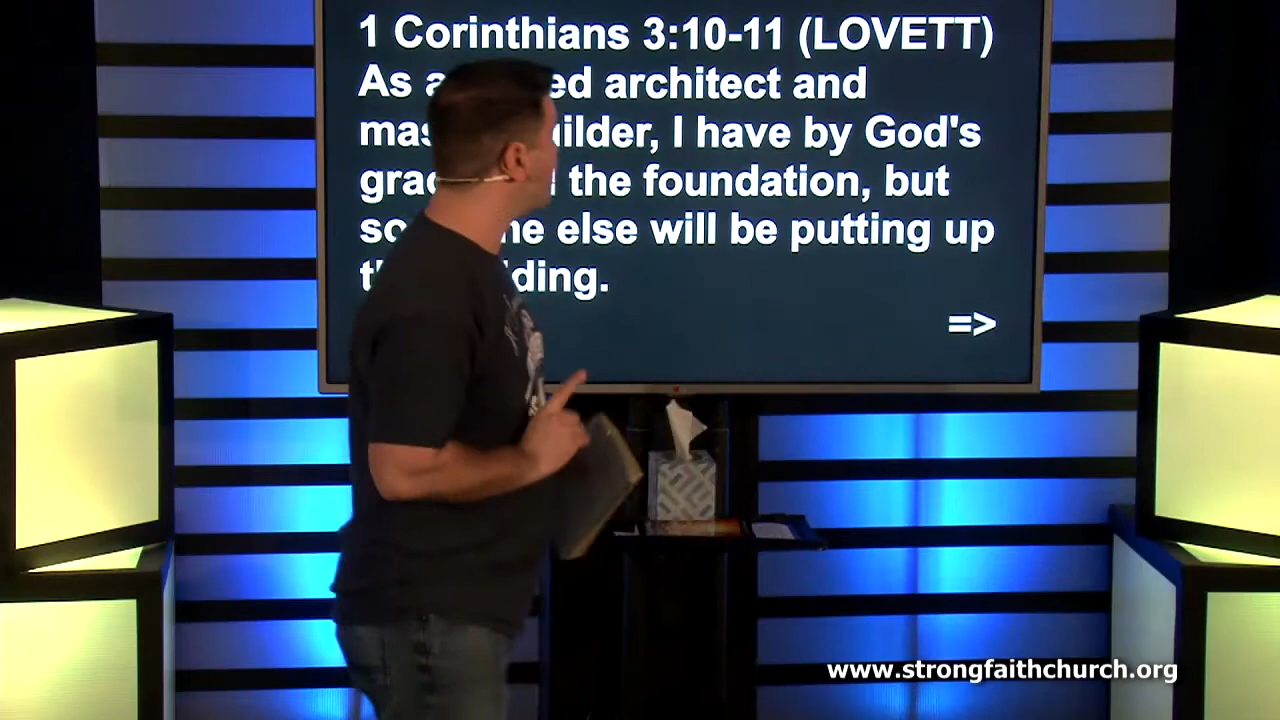 1 Corinthians 3:10-11 (LOVETT)
As architect and
I have by God's
the foundation, but
else will be putting up
=>
www.strongfaithchurch.org